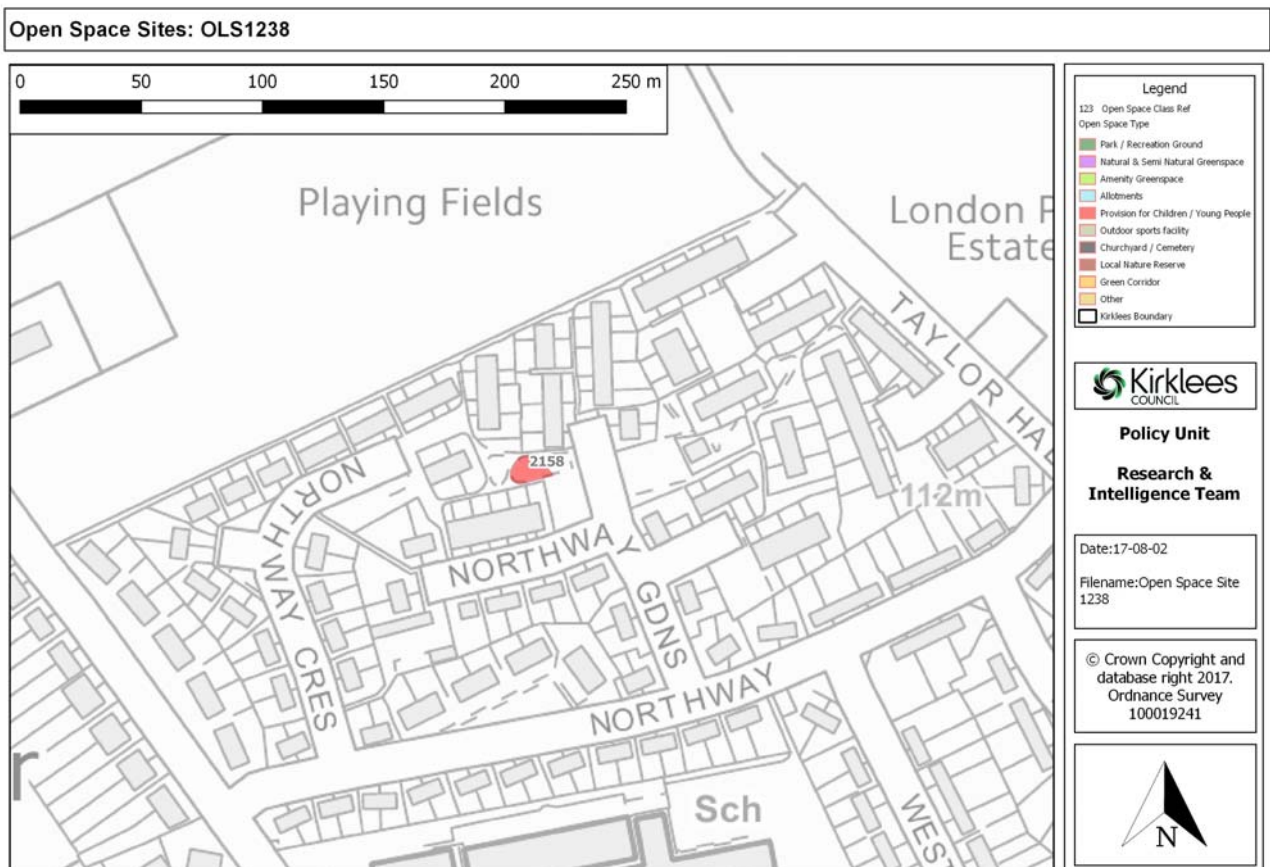 Open Space Sites: OLS1238
0 50 100 150 200 250 m
Playing Fields
London P
Estate
TAYLOR HAL
NORTHWAY CRES
2158
112m
NORTHWAY GDNS
NORTHWAY
WEST
Sch
r
Legend
123 Open Space Class Ref
Open Space Type
Park / Recreation Ground
Natural & Semi Natural Greenspace
Amenity Greenspace
Allotments
Provision for Children / Young People
Outdoor sports facility
Churchyard / Cemetery
Local Nature Reserve
Green Corridor
Other
Kirklees Boundary
Kirklees
COUNCIL
Policy Unit
Research &
Intelligence Team
Date:17-08-02
Filename:Open Space Site
1238
© Crown Copyright and
database right 2017.
Ordnance Survey
100019241
N